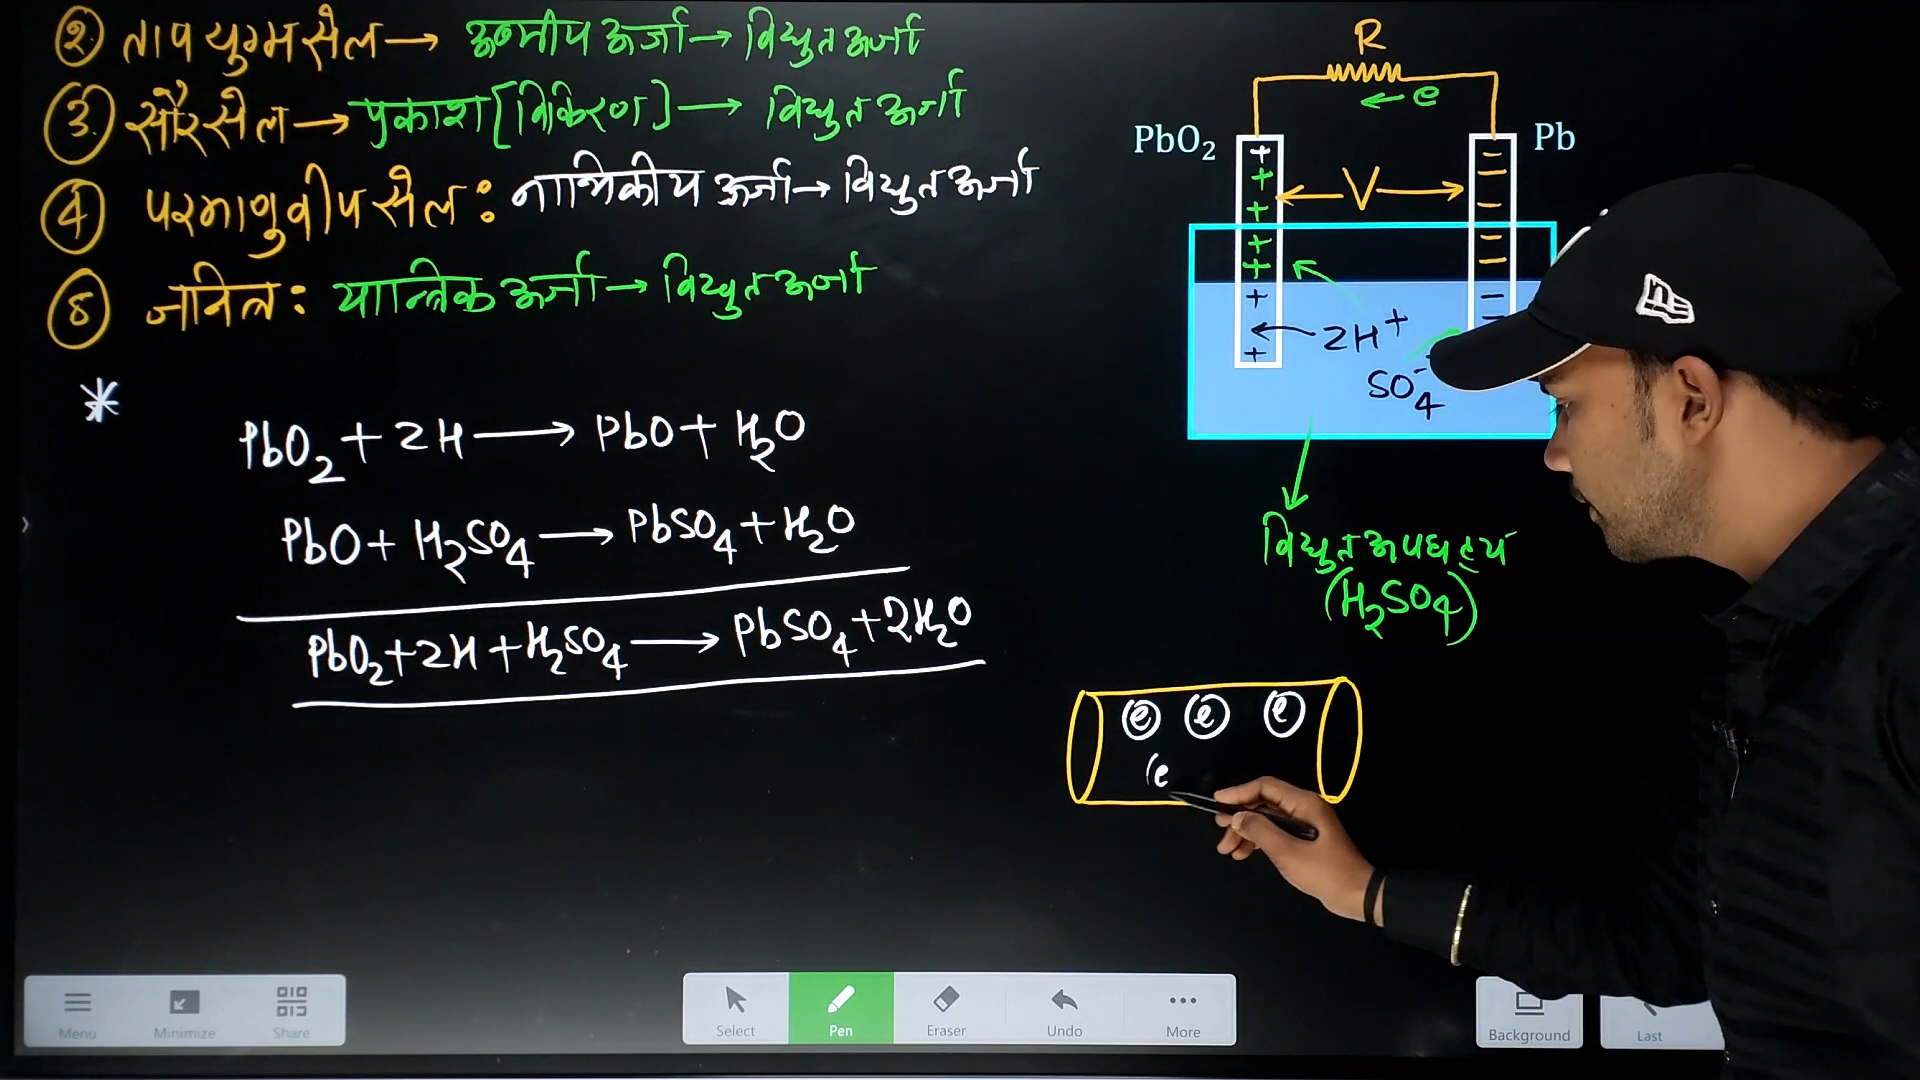 ② ताप युग्म सेल → ऊष्मीय ऊर्जा → विद्युत ऊर्जा
③ सौर सेल → प्रकाश [विकिरण] → विद्युत ऊर्जा
④ परमाणुवीय सेल : नाभिकीय ऊर्जा → विद्युत ऊर्जा
⑤ जनित्र : यान्त्रिक ऊर्जा → विद्युत ऊर्जा
*
PbO₂ + 2H → PbO + H₂O
PbO + H₂SO₄ → PbSO₄ + H₂O
PbO₂ + 2H + H₂SO₄ → PbSO₄ + 2H₂O
R
← e
PbO₂
Pb
V
← 2H⁺
SO₄⁻
विद्युत अपघट्य
(H₂SO₄)
e e e
e
Menu
Minimize
Share
Select
Pen
Eraser
Undo
More
Background
Last